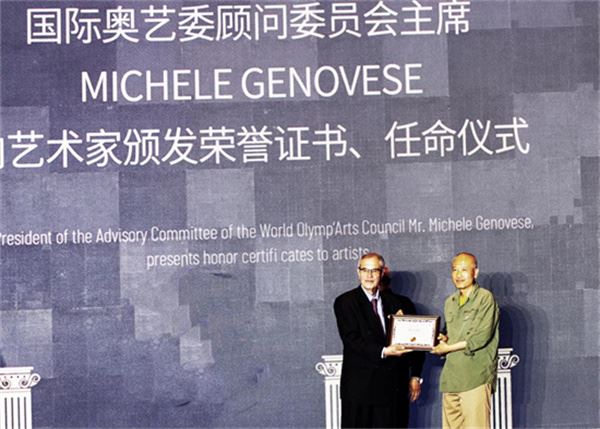 国际奥艺委顾问委员会主席
MICHELE GENOVESE
艺术家颁发荣誉证书、任命仪式
President of the Advisory Committee of the World Olymp'Arts Council Mr. Michele Genovese,
presents honor certifi cates to artists